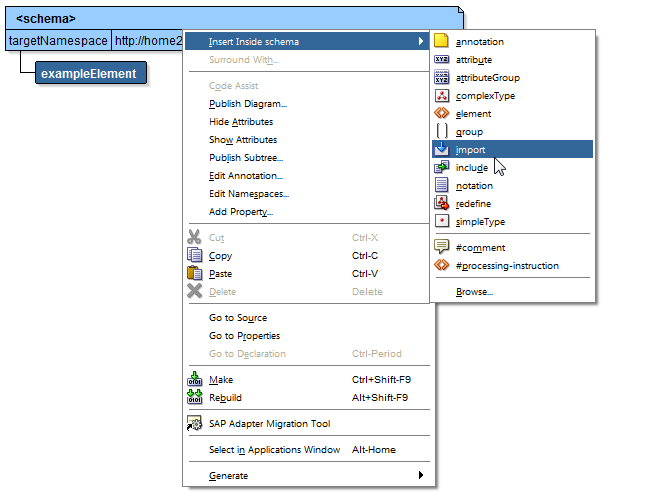 <schema>
targetNamespace http://home2
exampleElement
Insert Inside schema
Surround With...
Code Assist
Publish Diagram...
Hide Attributes
Show Attributes
Publish Subtree...
Edit Annotation...
Edit Namespaces...
Add Property...
Cut Ctrl-X
Copy Ctrl-C
Paste Ctrl-V
Delete Delete
Go to Source
Go to Properties
Go to Declaration Ctrl-Period
Make Ctrl+Shift-F9
Rebuild Alt+Shift-F9
SAP Adapter Migration Tool
Select in Applications Window Alt-Home
Generate
annotation
attribute
attributeGroup
complexType
element
group
import
include
notation
redefine
simpleType
#comment
#processing-instruction
Browse...